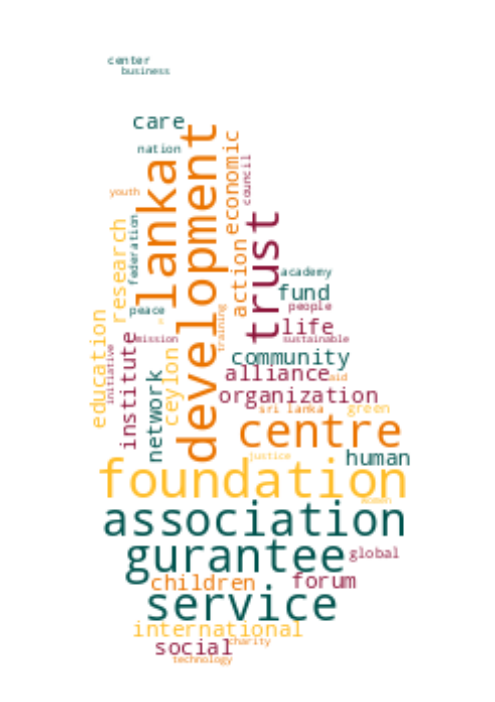 center
business
care
nation
lanka
development
economic
council
youth
research
federation
trust
action
academy
fund
people
peace
training
life
sustainable
education
initiative
institute
mission
network
ceylon
community
alliance
aid
organization
sri lanka
green
centre
justice
human
foundation
women
association
gurantee
global
children
forum
service
international
social
charity
technology